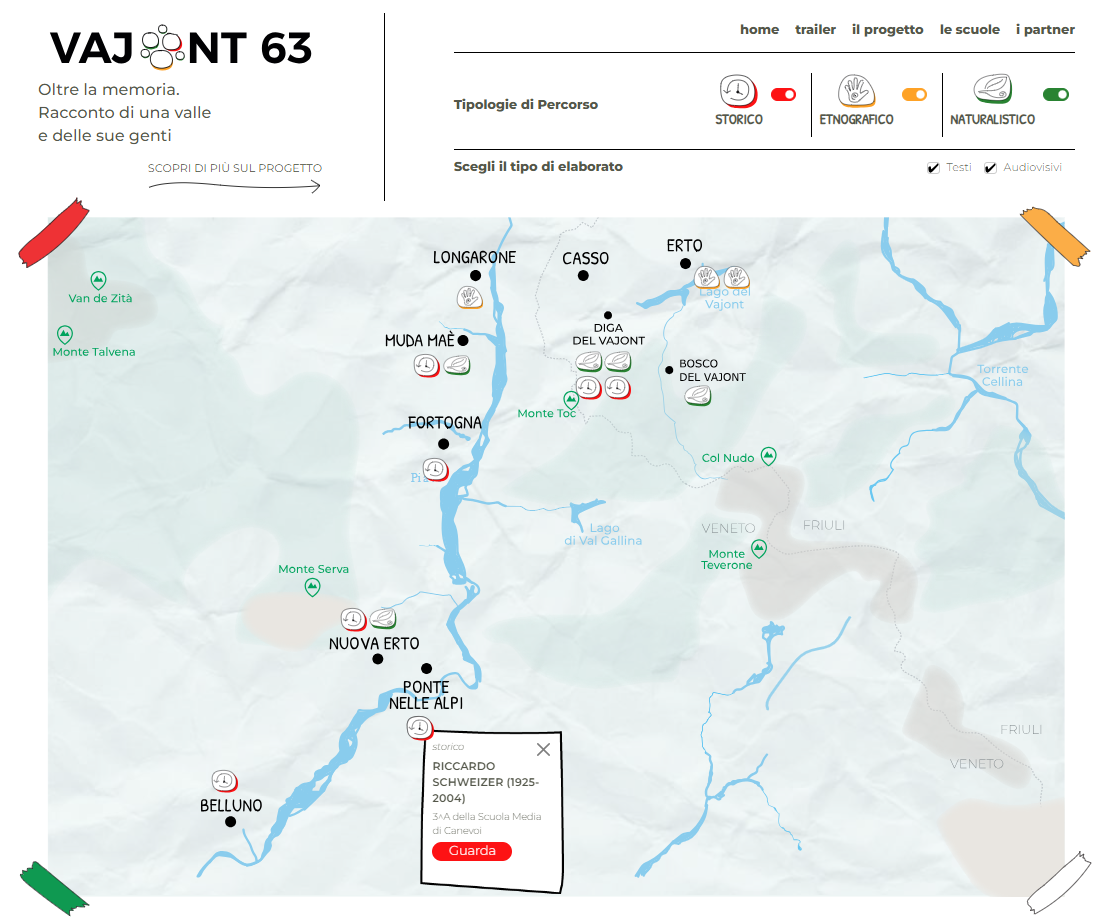 VAJONT 63
Oltre la memoria.
Racconto di una valle
e delle sue genti
SCOPRI DI PIÙ SUL PROGETTO
home trailer il progetto le scuole i partner
Tipologie di Percorso
STORICO
ETNOGRAFICO
NATURALISTICO
Scegli il tipo di elaborato
Testi
Audiovisivi
LONGARONE
CASSO
ERTO
Van de Zità
Lago del
Vajont
DIGA
DEL VAJONT
MUDA MAÈ
Monte Talvena
BOSCO
DEL VAJONT
Torrente
Cellina
Monte Toc
FORTOGNA
Col Nudo
VENETO
FRIULI
Lago
di Val Gallina
Monte
Teverone
Monte Serva
NUOVA ERTO
PONTE
NELLE ALPI
FRIULI
VENETO
storico
RICCARDO
SCHWEIZER (1925-
2004)
3^A della Scuola Media
di Canevoi
Guarda
BELLUNO